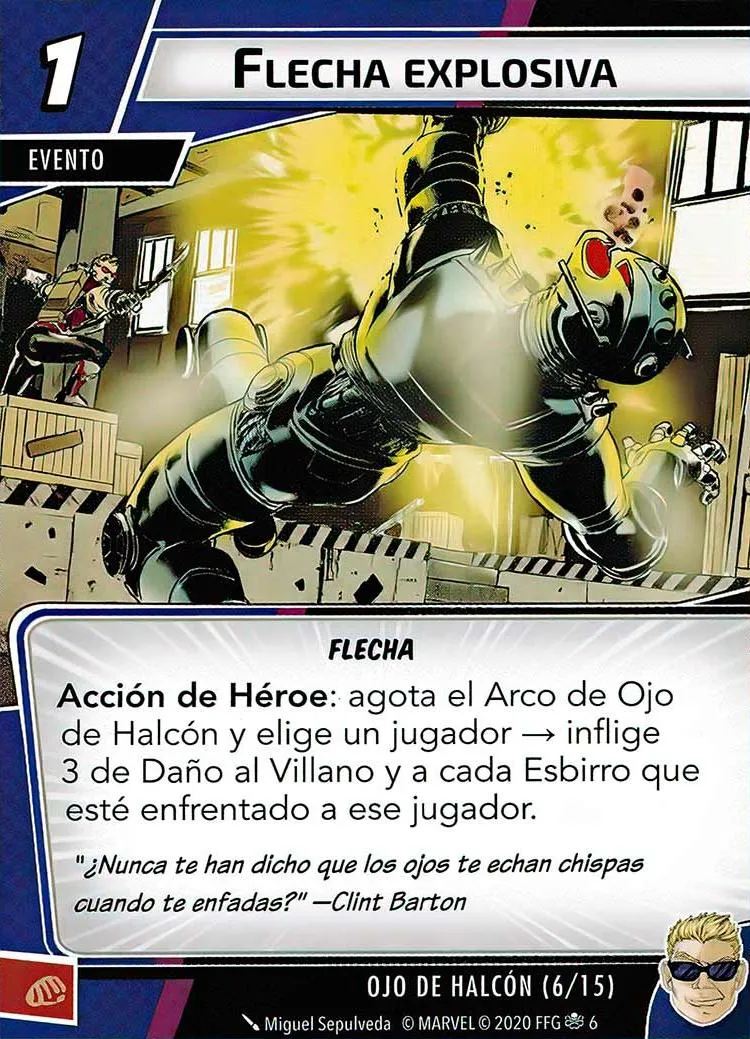 1
FLECHA EXPLOSIVA
EVENTO
FLECHA
Acción de Héroe: agota el Arco de Ojo
de Halcón y elige un jugador → inflige
3 de Daño al Villano y a cada Esbirro que
esté enfrentado a ese jugador.
"¿Nunca te han dicho que los ojos te echan chispas
cuando te enfadas?" —Clint Barton
OJO DE HALCÓN (6/15)
Miguel Sepulveda © MARVEL © 2020 FFG 6